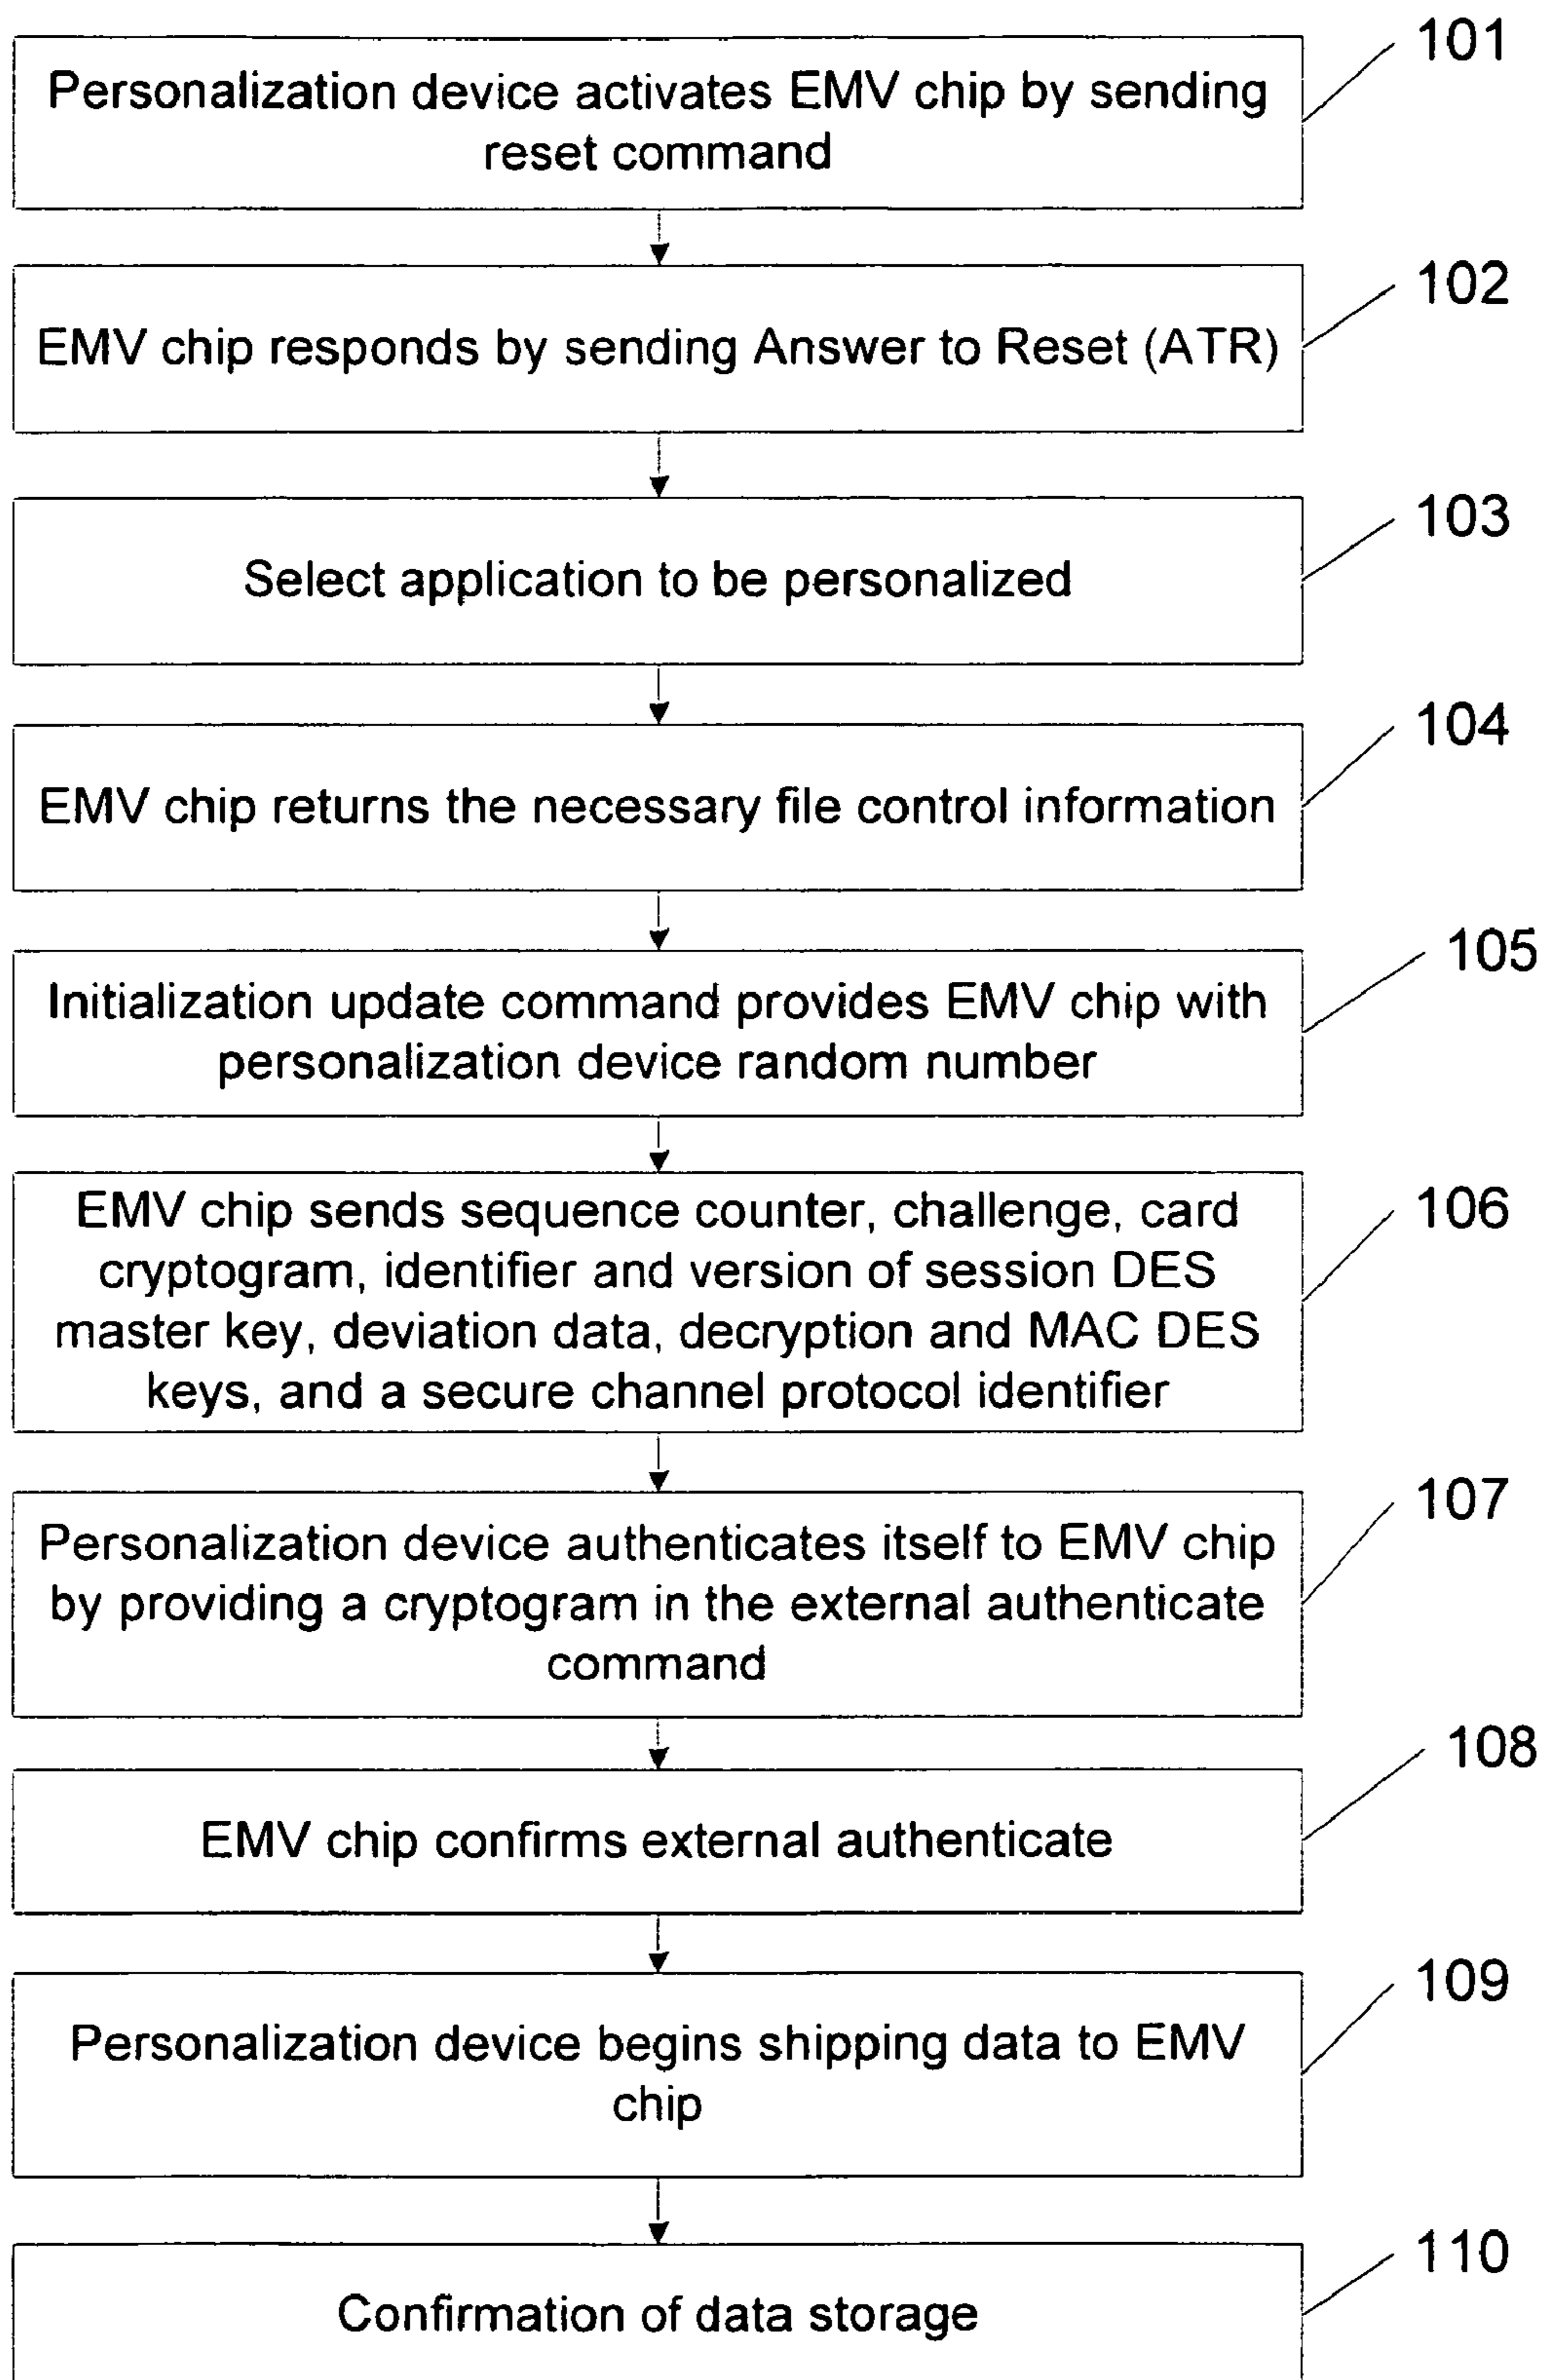 101
Personalization device activates EMV chip by sending
reset command
102
EMV chip responds by sending Answer to Reset (ATR)
103
Select application to be personalized
104
EMV chip returns the necessary file control information
105
Initialization update command provides EMV chip with
personalization device random number
106
EMV chip sends sequence counter, challenge, card
cryptogram, identifier and version of session DES
master key, deviation data, decryption and MAC DES
keys, and a secure channel protocol identifier
107
Personalization device authenticates itself to EMV chip
by providing a cryptogram in the external authenticate
command
108
EMV chip confirms external authenticate
109
Personalization device begins shipping data to EMV
chip
110
Confirmation of data storage